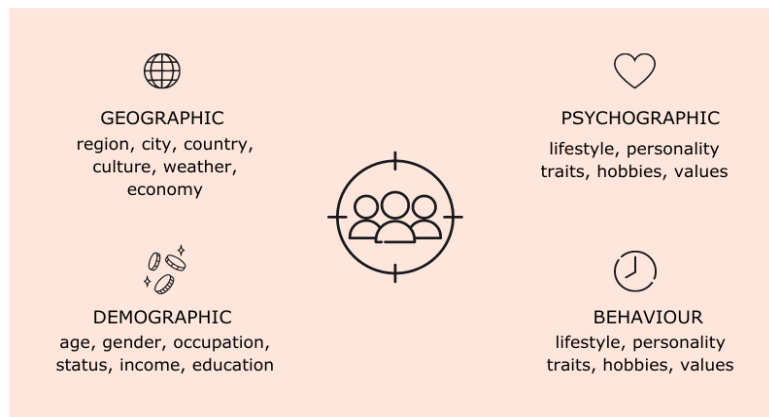 GEOGRAPHIC
region, city, country,
culture, weather,
economy
PSYCHOGRAPHIC
lifestyle, personality
traits, hobbies, values
DEMOGRAPHIC
age, gender, occupation,
status, income, education
BEHAVIOUR
lifestyle, personality
traits, hobbies, values